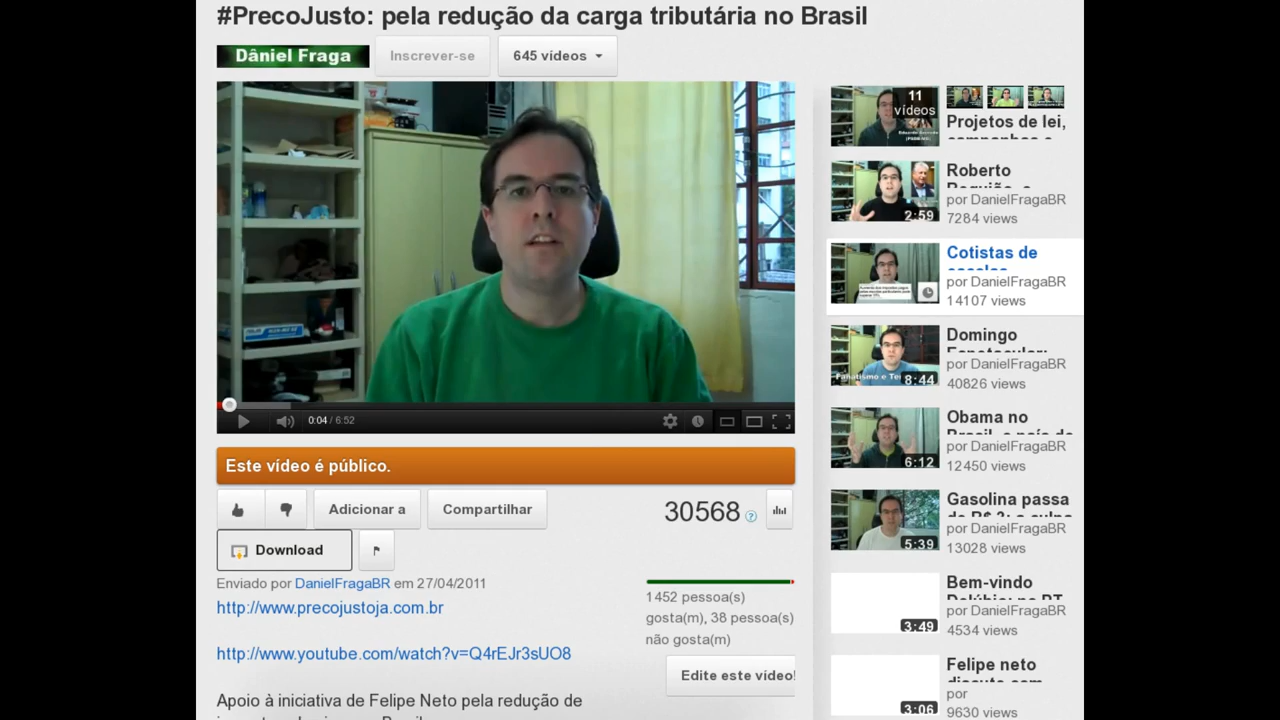 #PrecoJusto: pela redução da carga tributária no Brasil
Dâniel Fraga
Inscrever-se
645 vídeos
0:04 / 6:52
Este vídeo é público.
Adicionar a
Compartilhar
30568
Download
Enviado por DanielFragaBR em 27/04/2011
http://www.precojustoja.com.br
http://www.youtube.com/watch?v=Q4rEJr3sUO8
Apoio à iniciativa de Felipe Neto pela redução de
1452 pessoa(s)
gosta(m), 38 pessoa(s)
não gosta(m)
Edite este vídeo!
11
vídeos
Projetos de lei,
Roberto
por DanielFragaBR
7284 views
2:59
Cotistas de
por DanielFragaBR
14107 views
Domingo
por DanielFragaBR
40826 views
8:44
Obama no
por DanielFragaBR
12450 views
6:12
Gasolina passa
por DanielFragaBR
13028 views
5:39
Bem-vindo
por DanielFragaBR
4534 views
3:49
Felipe neto
por
9630 views
3:06